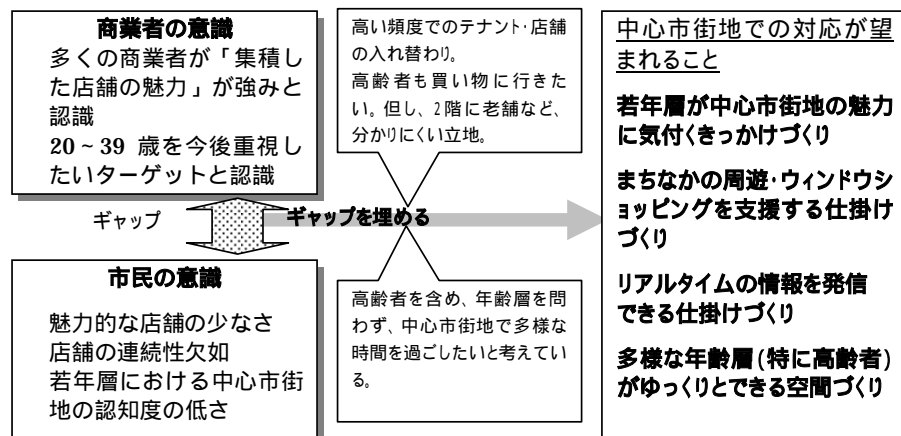 商業者の意識
多くの商業者が「集積し
た店舗の魅力」が強みと
認識
20~39 歳を今後重視し
たいターゲットと認識
ギャップ
市民の意識
魅力的な店舗の少なさ
店舗の連続性欠如
若年層における中心市街
地の認知度の低さ
高い頻度でのテナント・店舗
の入れ替わり。
高齢者も買い物に行きた
い。但し、2階に老舗など、
分かりにくい立地。
ギャップを埋める
高齢者を含め、年齢層を問
わず、中心市街地で多様な
時間を過ごしたいと考えてい
る。
中心市街地での対応が望
まれること
若年層が中心市街地の魅力
に気付くきっかけづくり
まちなかの周遊・ウィンドウシ
ョッピングを支援する仕掛け
づくり
リアルタイムの情報を発信
できる仕掛けづくり
多様な年齢層(特に高齢者)
がゆっくりとできる空間づくり